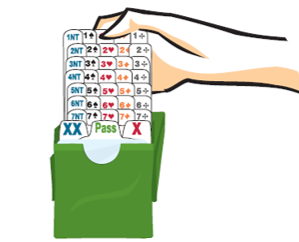 1NT 1♠ 1♣
2NT 2♠ 2♥ 2♦ 2♣
3NT 3♠ 3♥ 3♦ 3♣
4NT 4♠ 4♥ 4♦ 4♣
5NT 5♠ 5♥ 5♦ 5♣
6NT 6♠ 6♥ 6♦ 6♣
7NT 7♠ 7♥ 7♦ 7♣
XX Pass X